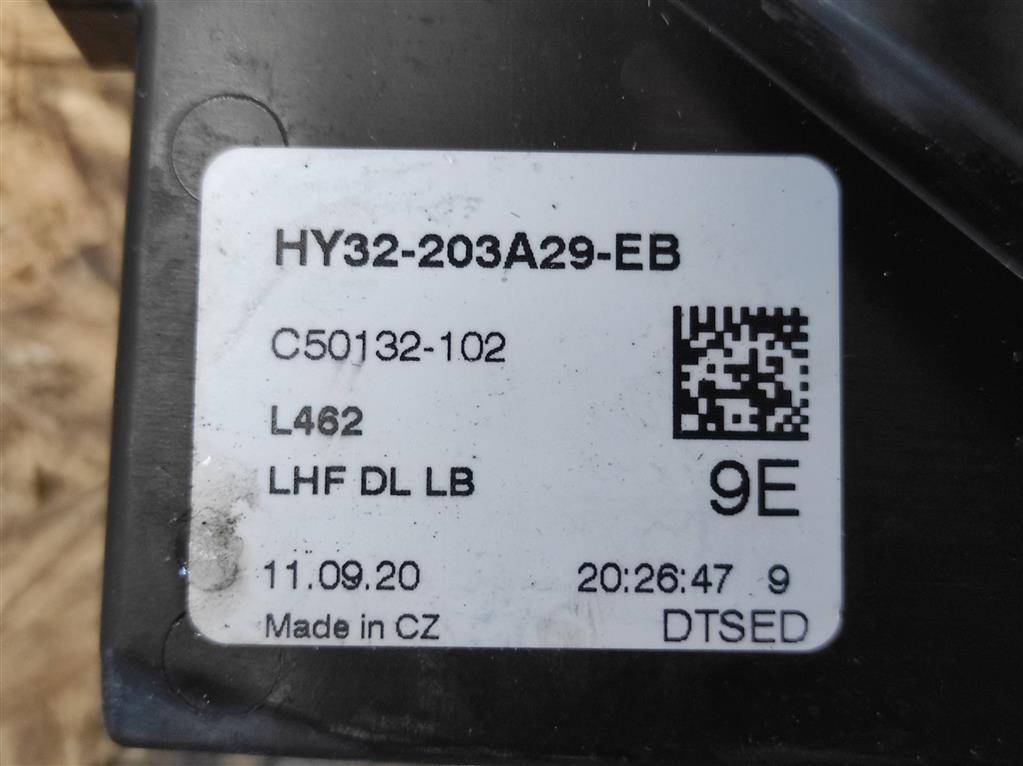 HY32-203A29-EB
C50132-102
L462
LHF DL LB
9E
11.09.20 20:26:47 9
Made in CZ DTSED